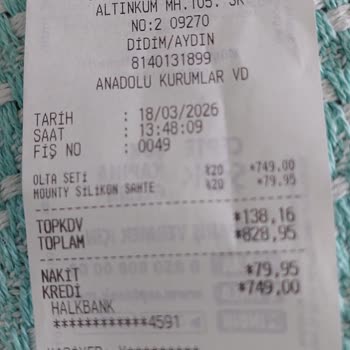 ALTINKUM MH.105. SK
NO:2 09270
DİDİM/AYDIN
8140131899
ANADOLU KURUMLAR VD
TARİH : 18/03/2026
SAAT : 13:48:09
FİŞ NO : 0049
OLTA SETİ %20 *749,00
MOUNTY SİLİKON SAHTE %20 *79,95
TOPKDV *138,16
TOPLAM *828,95
NAKİT *79,95
KREDİ *749,00
HALKBANK
************4591